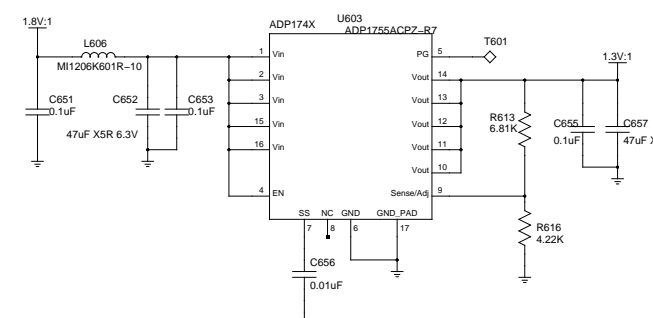 ADP174X
U603
ADP1755ACPZ−R7
1.8V:1
L606
MI1206K601R−10
C651
0.1uF
C652
47uF X5R 6.3V
C653
0.1uF
1 Vin
2 Vin
3 Vin
15 Vin
16 Vin
4 EN
PG 5
T601
Vout 14
Vout 13
Vout 12
Vout 11
Vout 10
Sense/Adj 9
SS NC GND GND_PAD
7 8 6 17
C656
0.01uF
R613
6.81K
R616
4.22K
1.3V:1
C655
0.1uF
C657
47uF X